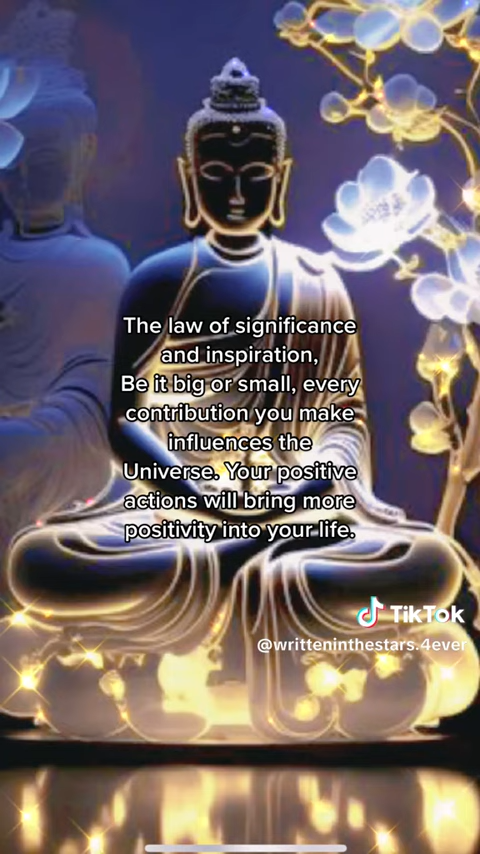 The law of significance
and inspiration,
Be it big or small, every
contribution you make
influences the
Universe. Your positive
actions will bring more
positivity into your life.
TikTok
@writteninthestars.4ever